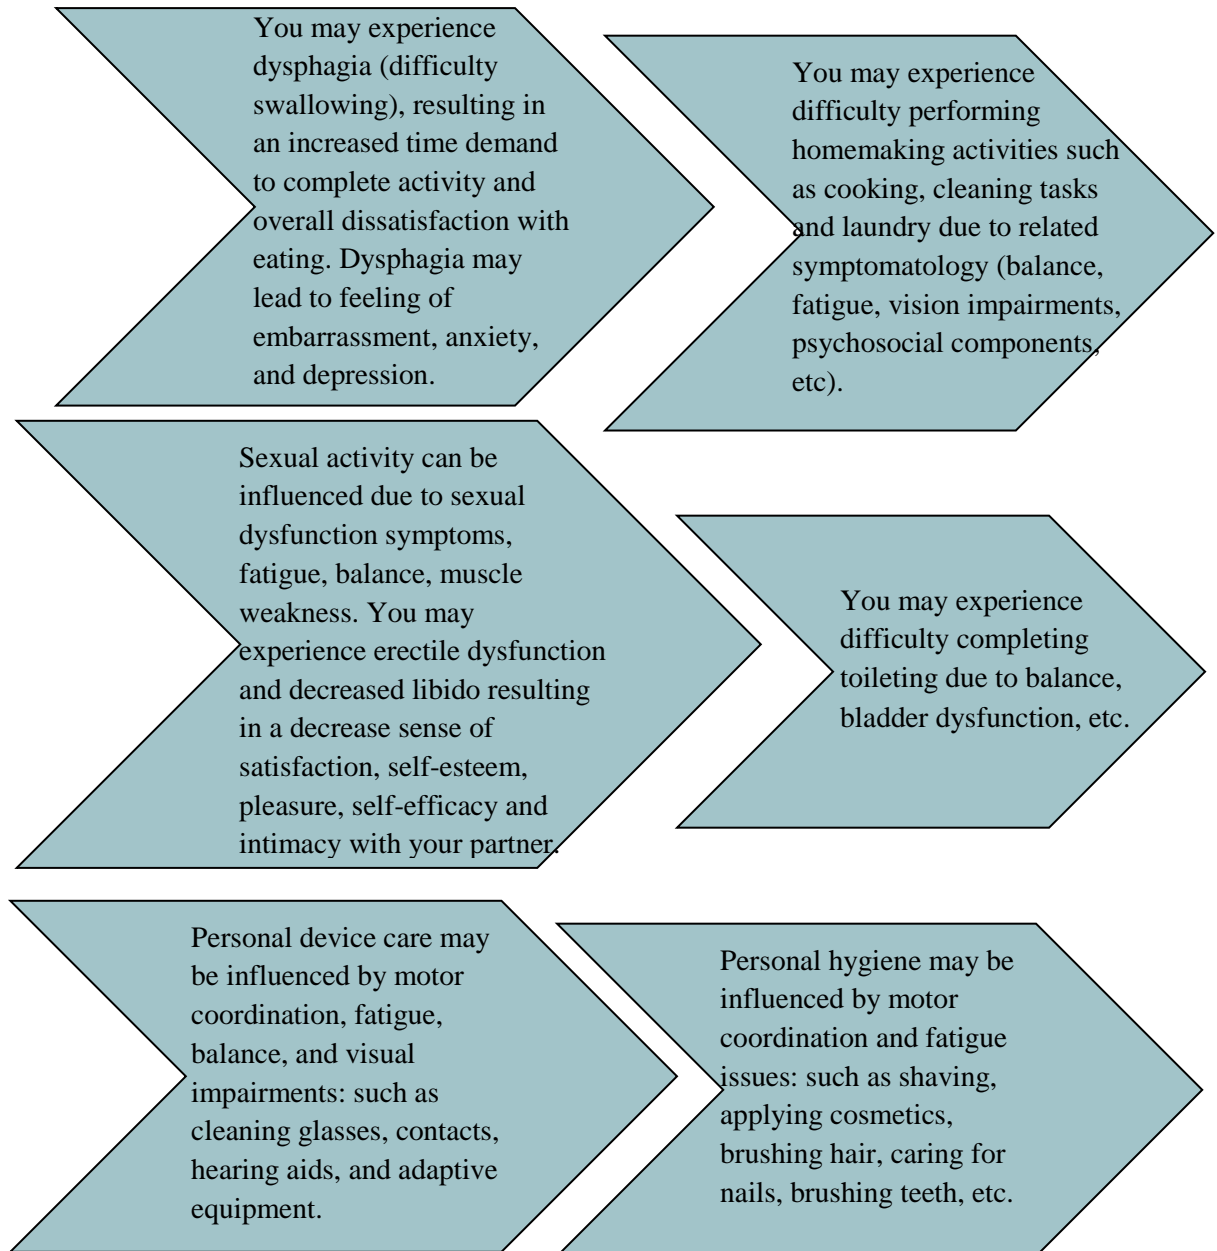 You may experience
dysphagia (difficulty
swallowing), resulting in
an increased time demand
to complete activity and
overall dissatisfaction with
eating. Dysphagia may
lead to feeling of
embarrassment, anxiety,
and depression.
You may experience
difficulty performing
homemaking activities such
as cooking, cleaning tasks
and laundry due to related
symptomatology (balance,
fatigue, vision impairments,
psychosocial components,
etc).
Sexual activity can be
influenced due to sexual
dysfunction symptoms,
fatigue, balance, muscle
weakness. You may
experience erectile dysfunction
and decreased libido resulting
in a decrease sense of
satisfaction, self-esteem,
pleasure, self-efficacy and
intimacy with your partner.
You may experience
difficulty completing
toileting due to balance,
bladder dysfunction, etc.
Personal device care may
be influenced by motor
coordination, fatigue,
balance, and visual
impairments: such as
cleaning glasses, contacts,
hearing aids, and adaptive
equipment.
Personal hygiene may be
influenced by motor
coordination and fatigue
issues: such as shaving,
applying cosmetics,
brushing hair, caring for
nails, brushing teeth, etc.